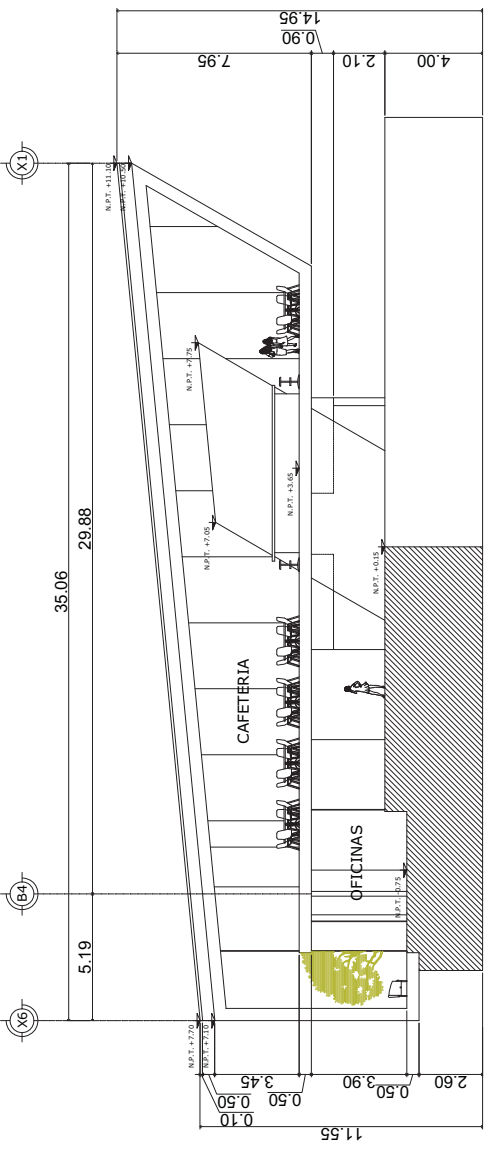 X6
B4
X1
35.06
5.19
29.88
N.P.T. +11.10
N.P.T. +10.50
7.95
0.90
2.10
4.00
14.95
N.P.T. +7.75
N.P.T. +7.05
N.P.T. +3.65
N.P.T. +0.15
CAFETERIA
OFICINAS
N.P.T. -0.75
N.P.T. +7.70
N.P.T. +7.10
0.10
0.50
3.45
0.50
3.90
0.50
2.60
11.55